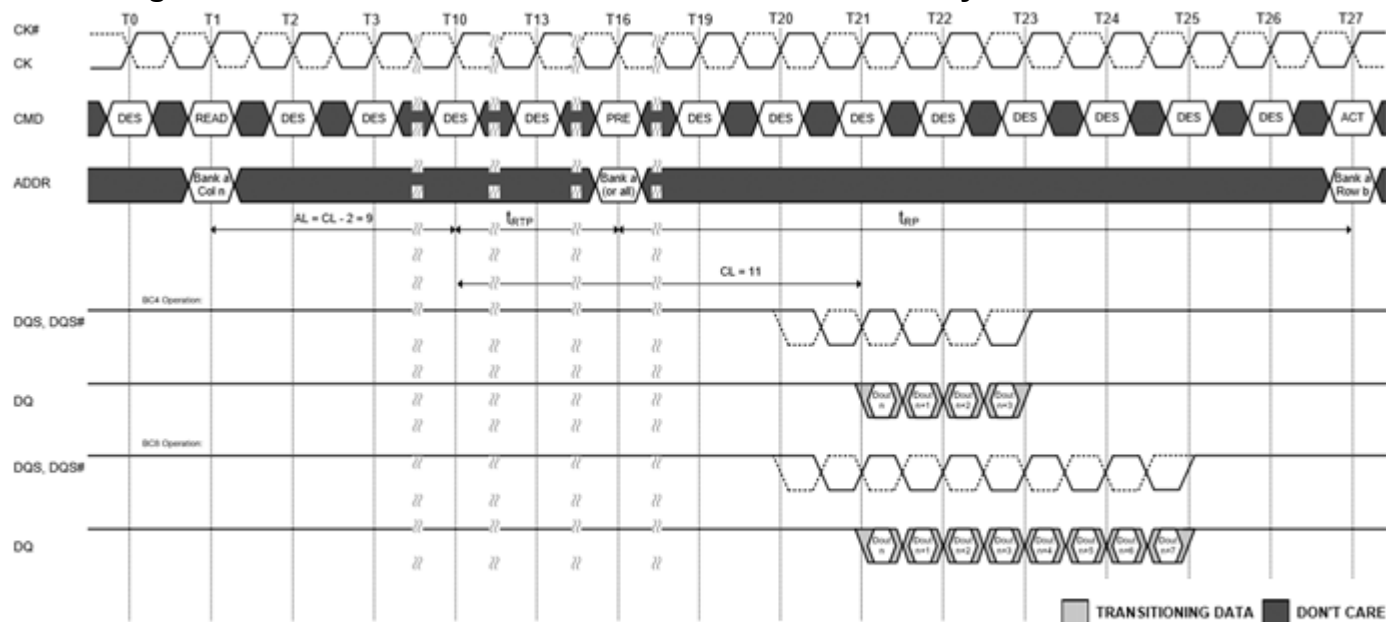 T0 T1 T2 T3 T10 T13 T16 T19 T20 T21 T22 T23 T24 T25 T26 T27
CK#
CK
CMD DES READ DES DES DES DES PRE DES DES DES DES DES DES DES DES ACT
ADDR
Bank a
Col n
Bank a
(or all)
Bank a
Row b
AL = CL - 2 = 9
tRTP
tRP
CL = 11
BC4 Operation:
DQS, DQS#
DQ
Dout n
Dout n+1
Dout n+2
Dout n+3
BC8 Operation:
DQS, DQS#
DQ
Dout n
Dout n+1
Dout n+2
Dout n+3
Dout n+4
Dout n+5
Dout n+6
Dout n+7
TRANSITIONING DATA
DON'T CARE